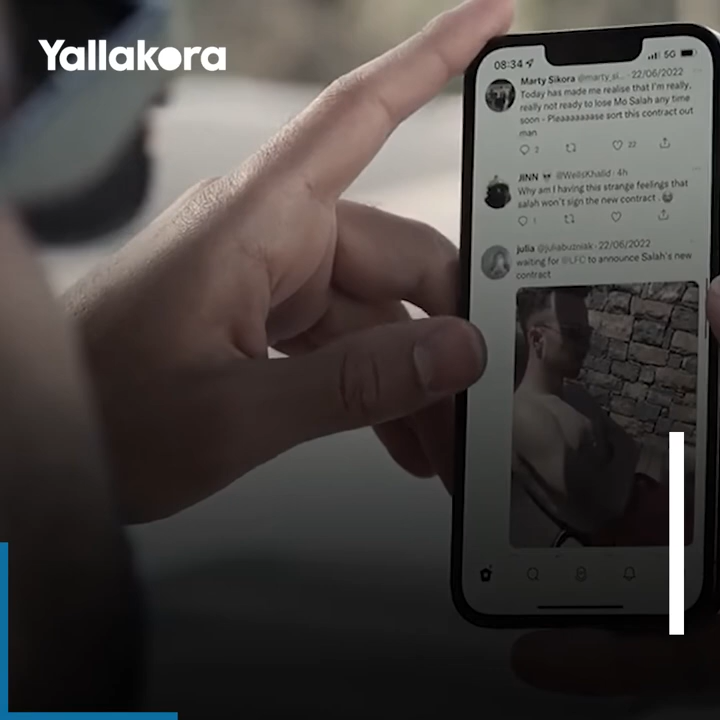 Yallakora
08:34
5G
Marty Sikora @marty_si... · 22/06/2022
Today has made me realise that I'm really,
really not ready to lose Mo Salah any time
soon - Pleaaaaaaase sort this contract out
man
2
22
JINN @WellsKhalid · 4h
Why am I having this strange feelings that
salah won't sign the new contract .
1
julia @juliabuzniak · 22/06/2022
waiting for @LFC to announce Salah's new
contract